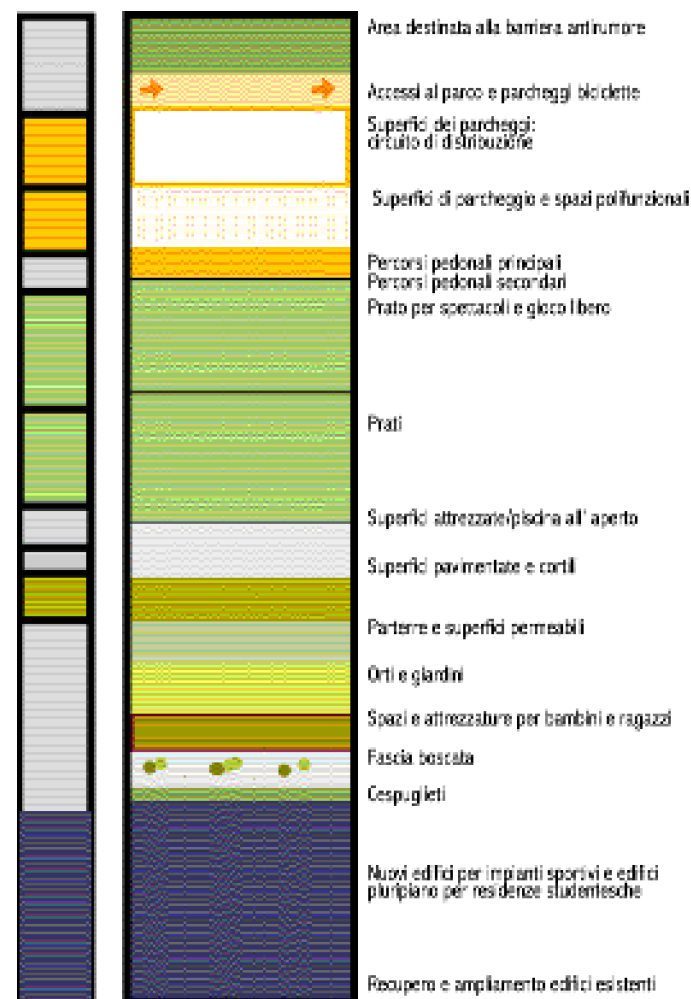 Area destinata alla barriera antirumore
Accessi al parco e parcheggi biciclette
Superfici dei parcheggi:
circuito di distribuzione
Superfici di parcheggio e spazi polifunzionali
Percorsi pedonali principali
Percorsi pedonali secondari
Prato per spettacoli e gioco libero
Prati
Superfici attrezzate/piscina all' aperto
Superfici pavimentate e cortili
Parterre e superfici permeabili
Orti e giardini
Spazi e attrezzature per bambini e ragazzi
Fascia boscata
Cespuglieti
Nuovi edifici per impianti sportivi e edifici
pluripiano per residenze studentesche
Recupero e ampliamento edifici esistenti